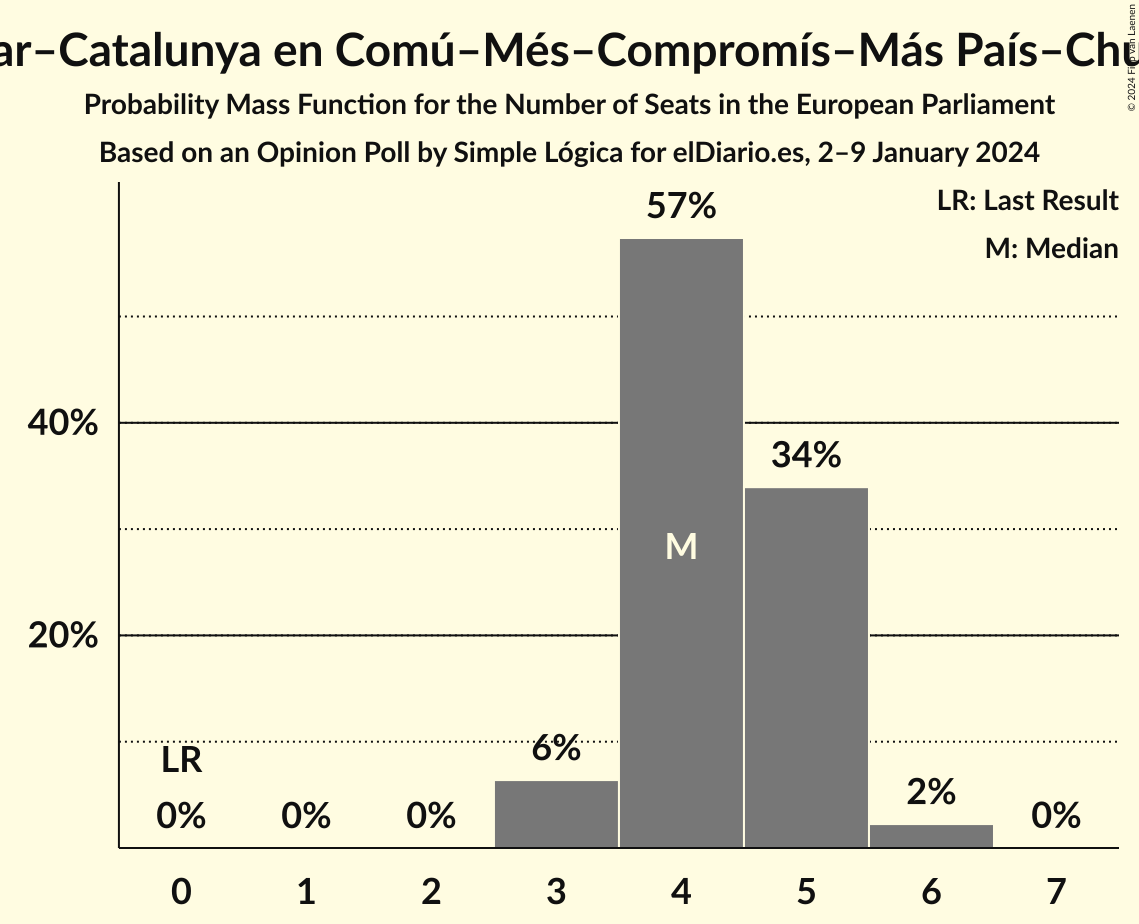 ar–Catalunya en Comú–Més–Compromís–Más País–Chu
Probability Mass Function for the Number of Seats in the European Parliament
Based on an Opinion Poll by Simple Lógica for elDiario.es, 2–9 January 2024
© 2024 Filip van Laenen
LR: Last Result
M: Median
57%
40%
34%
M
20%
6%
LR
2%
0% 0% 0% 0%
0 1 2 3 4 5 6 7